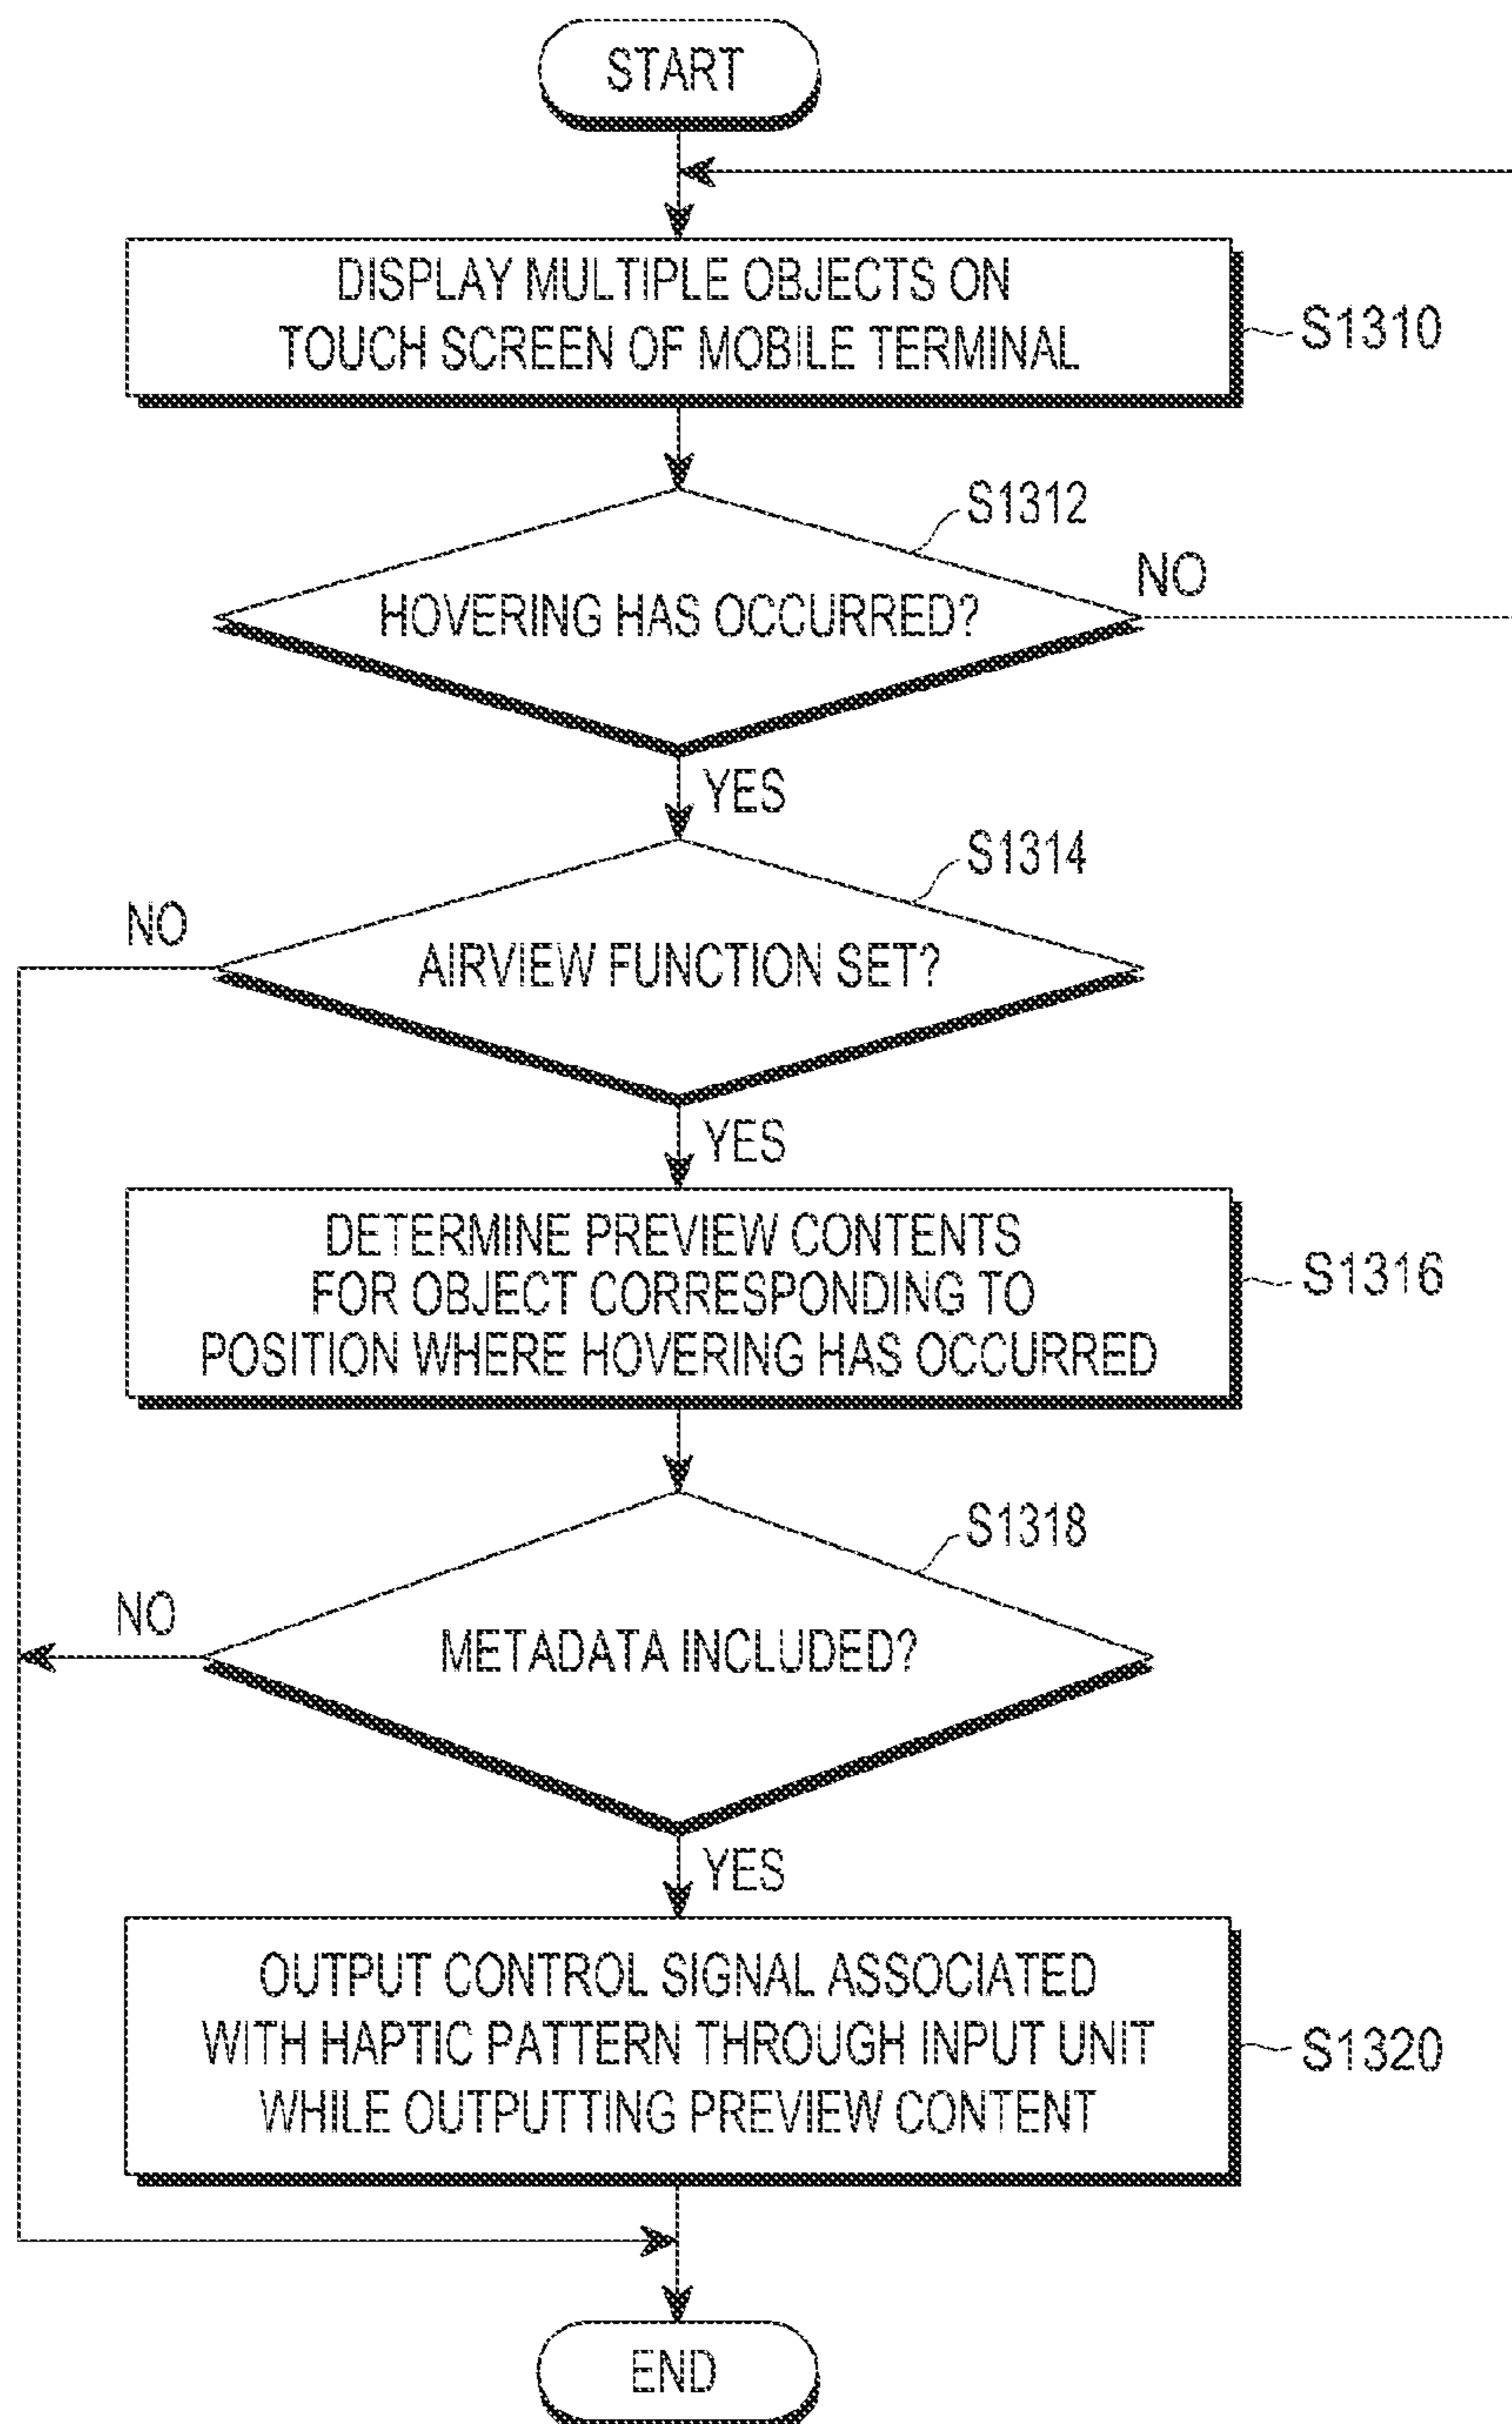 START
DISPLAY MULTIPLE OBJECTS ON
TOUCH SCREEN OF MOBILE TERMINAL
S1310
S1312
HOVERING HAS OCCURRED?
NO
YES
S1314
NO
AIRVIEW FUNCTION SET?
YES
DETERMINE PREVIEW CONTENTS
FOR OBJECT CORRESPONDING TO
POSITION WHERE HOVERING HAS OCCURRED
S1316
S1318
NO
METADATA INCLUDED?
YES
OUTPUT CONTROL SIGNAL ASSOCIATED
WITH HAPTIC PATTERN THROUGH INPUT UNIT
WHILE OUTPUTTING PREVIEW CONTENT
S1320
END